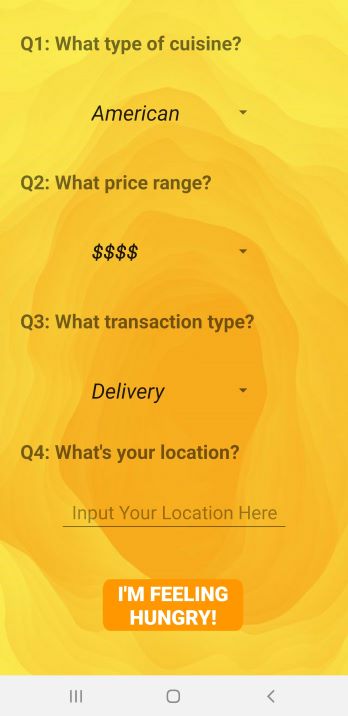 Q1: What type of cuisine?
American
Q2: What price range?
$$$$
Q3: What transaction type?
Delivery
Q4: What's your location?
Input Your Location Here
I'M FEELING
HUNGRY!